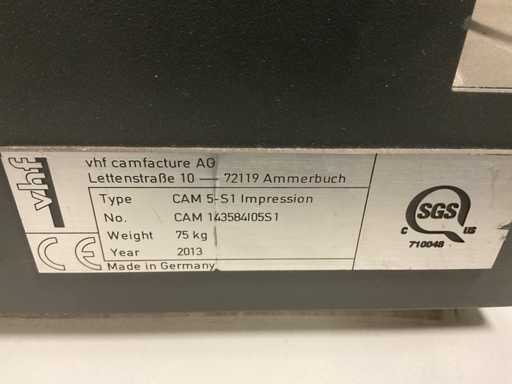 vhf
vhf camfacture AG
Lettenstraße 10 — 72119 Ammerbuch
Type CAM 5-S1 Impression
No. CAM 143584I05S1
Weight 75 kg
Year 2013
CE Made in Germany
SGS
C US
710048